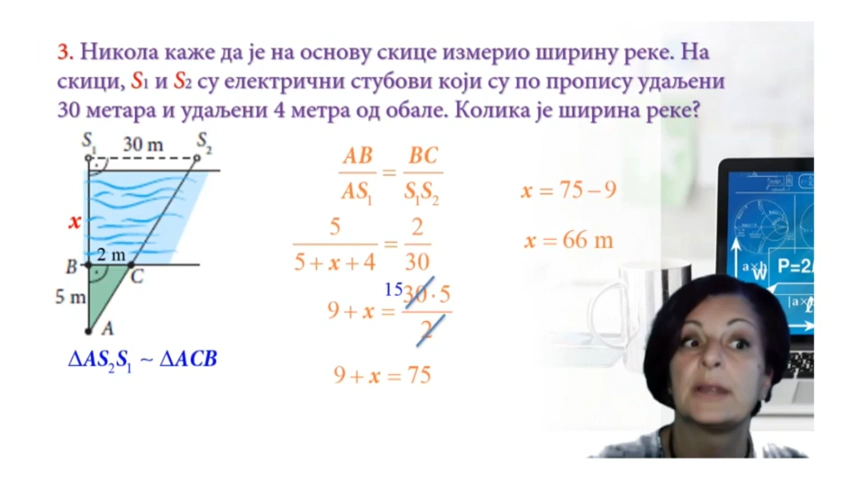 3. Никола каже да је на основу скице измерио ширину реке. На
скици, S₁ и S₂ су електрични стубови који су по пропису удаљени
30 метара и удаљени 4 метра од обале. Колика је ширина реке?
S₁ 30 m S₂
x
2 m
B C
5 m
A
ΔAS₂S₁ ~ ΔACB
AB/AS₁ = BC/S₁S₂
5/(5+x+4) = 2/30
15
9+x = 30·5/2
9+x = 75
x = 75−9
x = 66 m
W
P=2